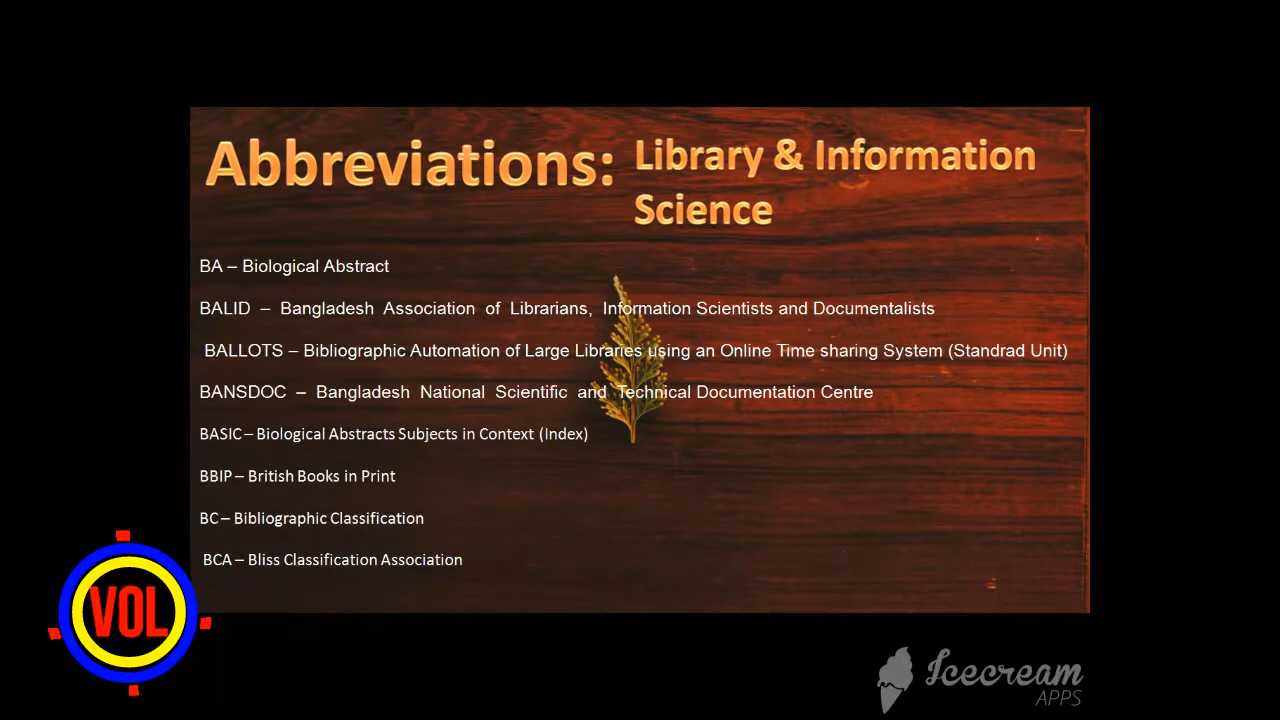 Abbreviations: Library & Information
Science
BA – Biological Abstract
BALID – Bangladesh Association of Librarians, Information Scientists and Documentalists
BALLOTS – Bibliographic Automation of Large Libraries using an Online Time sharing System (Standrad Unit)
BANSDOC – Bangladesh National Scientific and Technical Documentation Centre
BASIC – Biological Abstracts Subjects in Context (Index)
BBIP – British Books in Print
BC – Bibliographic Classification
BCA – Bliss Classification Association
VOL
Icecream
APPS